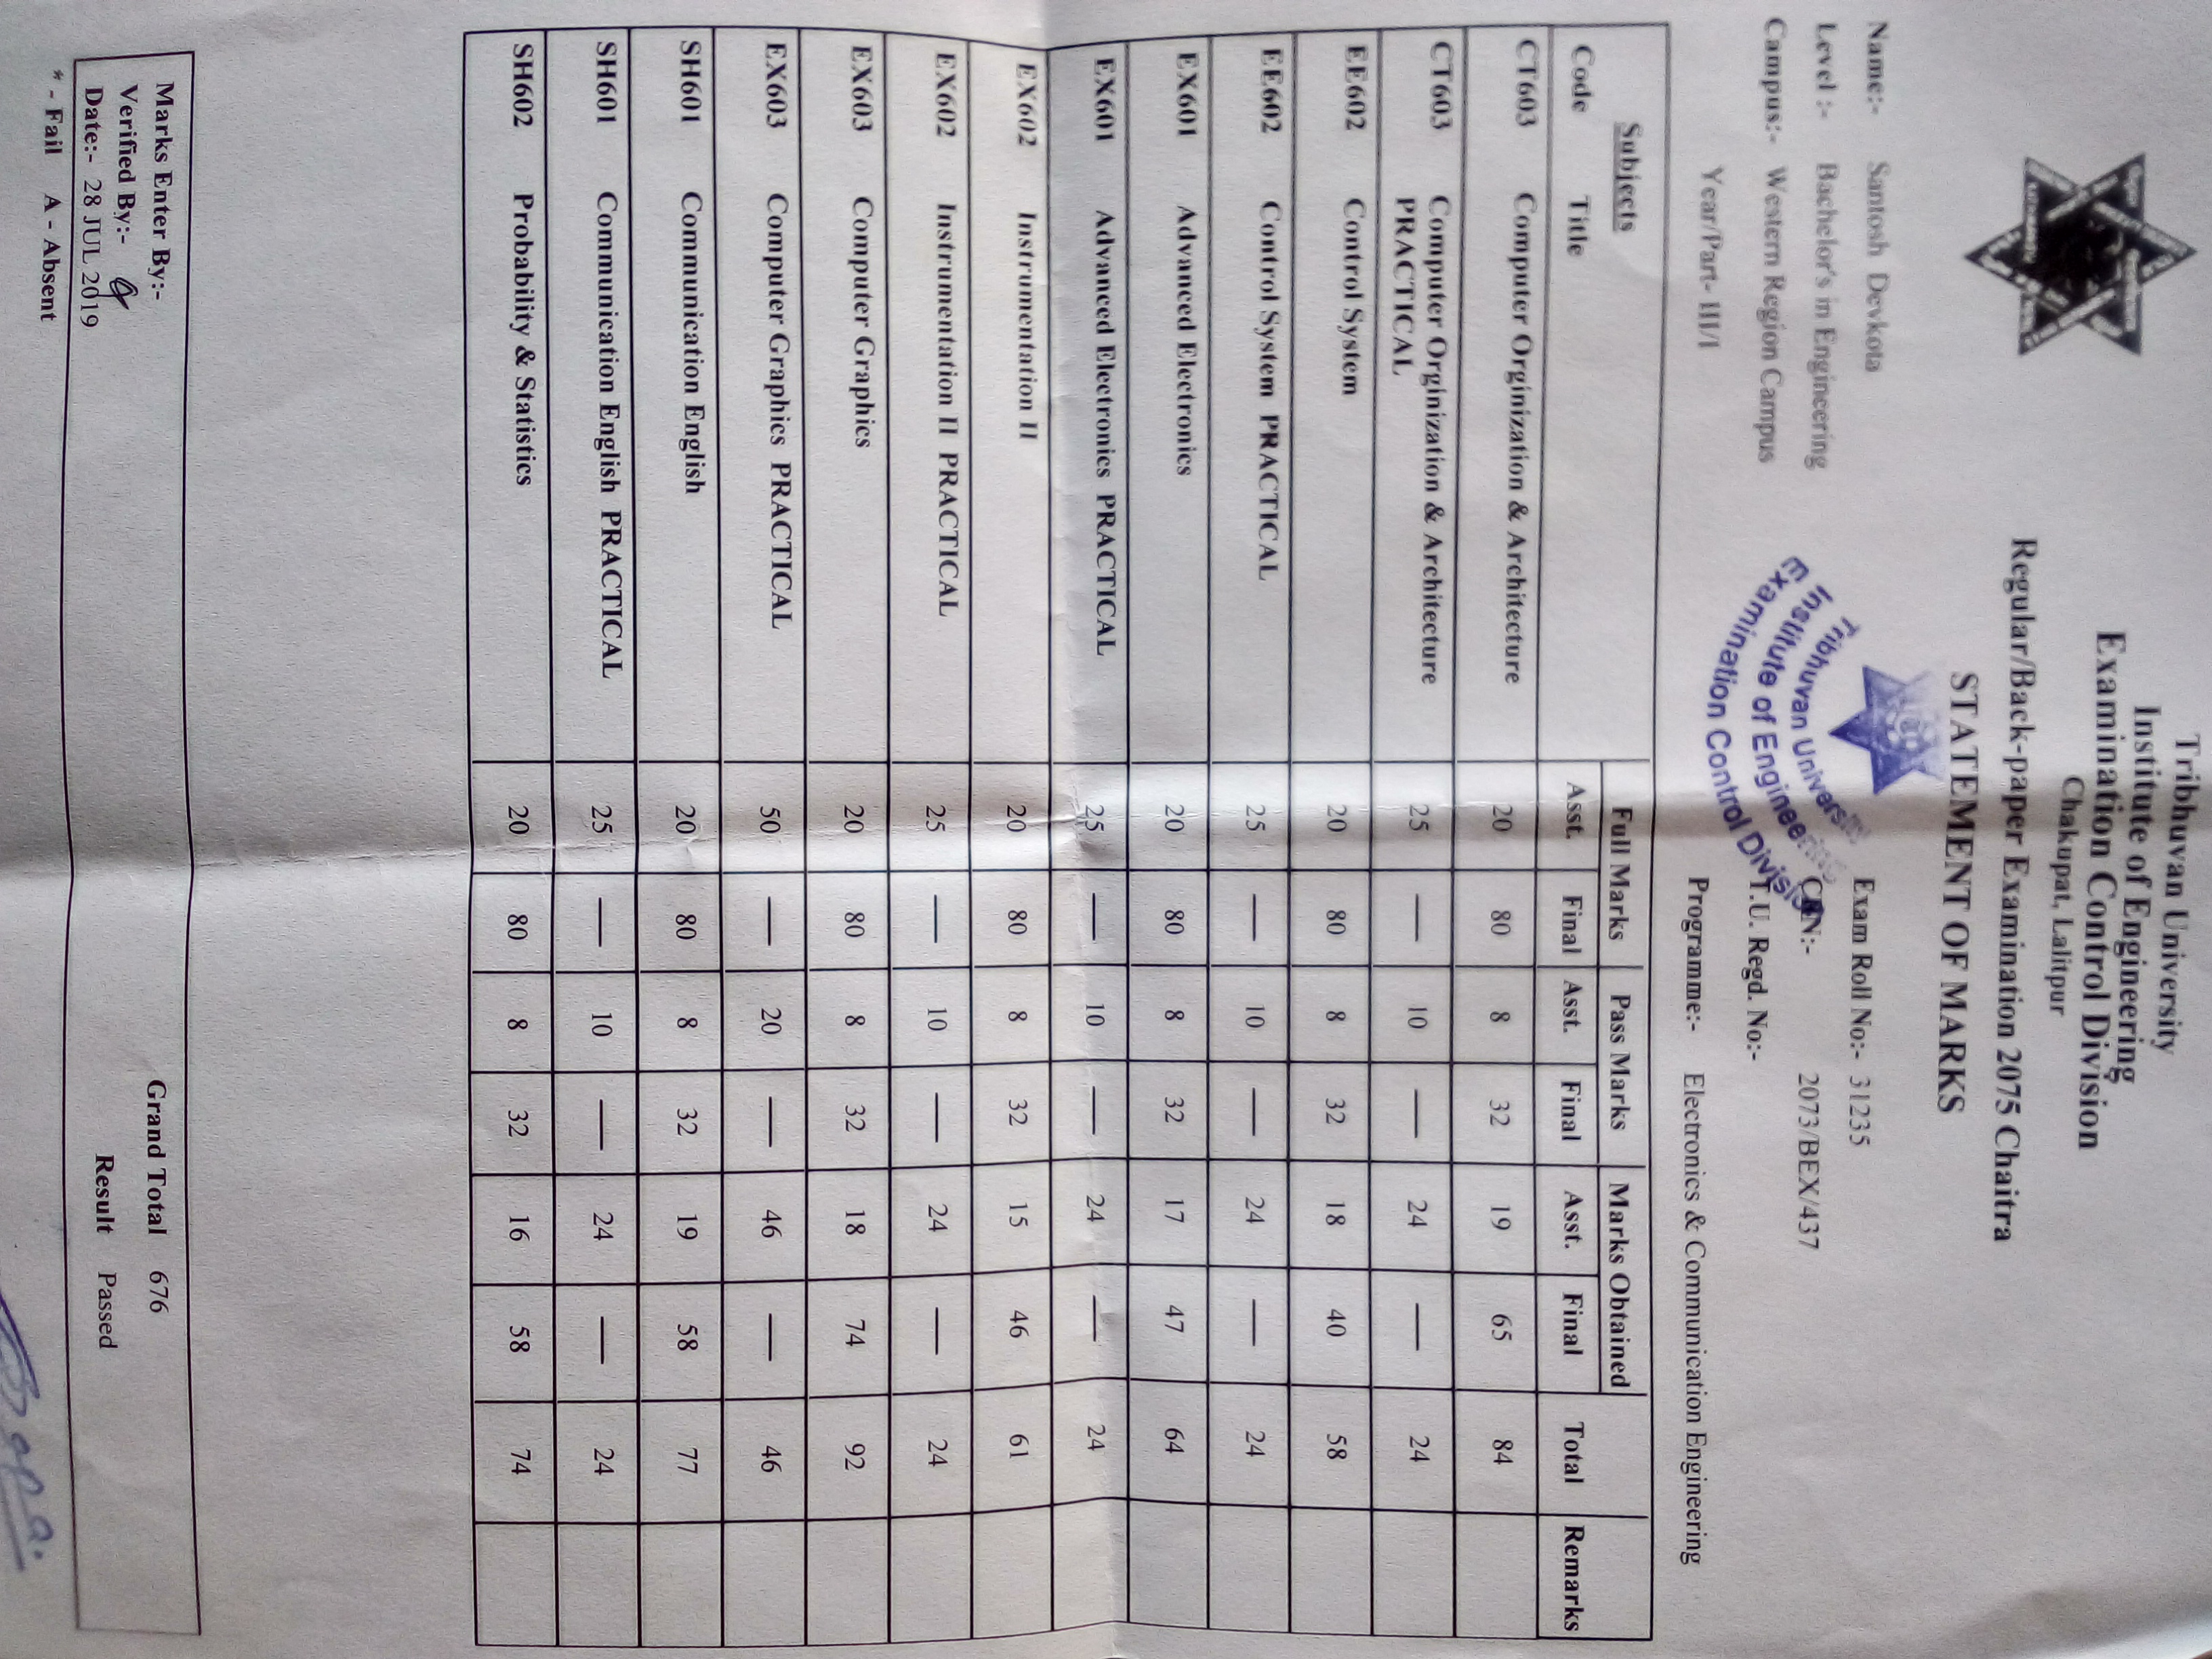 Tribhuvan University
Institute of Engineering
Examination Control Division
Chakupat, Lalitpur
Regular/Back-paper Examination 2075 Chaitra
STATEMENT OF MARKS
Tribhuvan University
Institute of Engineering
Examination Control Division
Name:- Santosh Devkota
Level :- Bachelor's in Engineering
Campus:- Western Region Campus
Year/Part- III/I
Exam Roll No:- 31235
CRN:- 2073/BEX/437
T.U. Regd. No:-
Programme:- Electronics & Communication Engineering
Subjects Full Marks Pass Marks Marks Obtained
Code Title Asst. Final Asst. Final Asst. Final Total Remarks
CT603 Computer Orginization & Architecture 20 80 8 32 19 65 84
CT603 Computer Orginization & Architecture 25 — 10 — 24 — 24
PRACTICAL
EE602 Control System 20 80 8 32 18 40 58
EE602 Control System PRACTICAL 25 — 10 — 24 — 24
EX601 Advanced Electronics 20 80 8 32 17 47 64
EX601 Advanced Electronics PRACTICAL 25 — 10 — 24 — 24
EX602 Instrumentation II 20 80 8 32 15 46 61
EX602 Instrumentation II PRACTICAL 25 — 10 — 24 — 24
EX603 Computer Graphics 20 80 8 32 18 74 92
EX603 Computer Graphics PRACTICAL 50 — 20 — 46 — 46
SH601 Communication English 20 80 8 32 19 58 77
SH601 Communication English PRACTICAL 25 — 10 — 24 — 24
SH602 Probability & Statistics 20 80 8 32 16 58 74
Marks Enter By:-
Verified By:-
Date:- 28 JUL 2019
Grand Total 676
Result Passed
* - Fail A - Absent